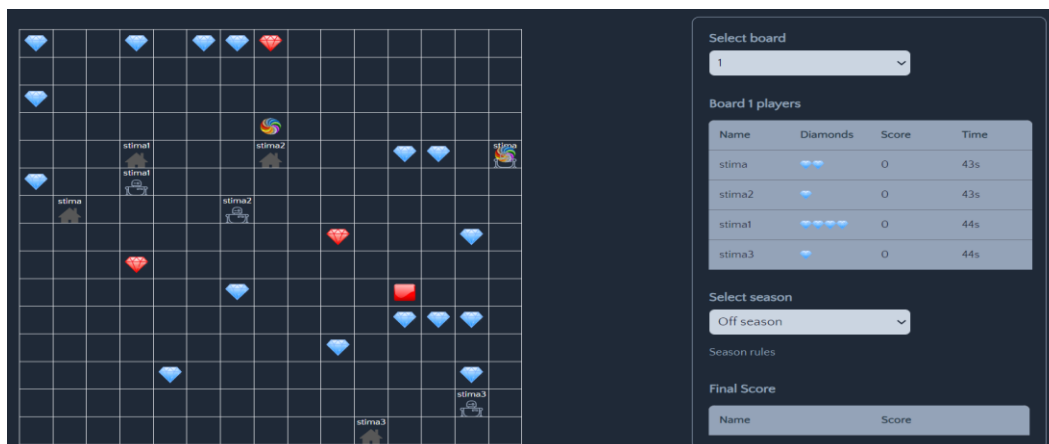 stima1
stima2
stima
stima1
stima
stima2
stima3
stima3
Select board
1
Board 1 players
Name Diamonds Score Time
stima 0 43s
stima2 0 43s
stima1 0 44s
stima3 0 44s
Select season
Off season
Season rules
Final Score
Name Score